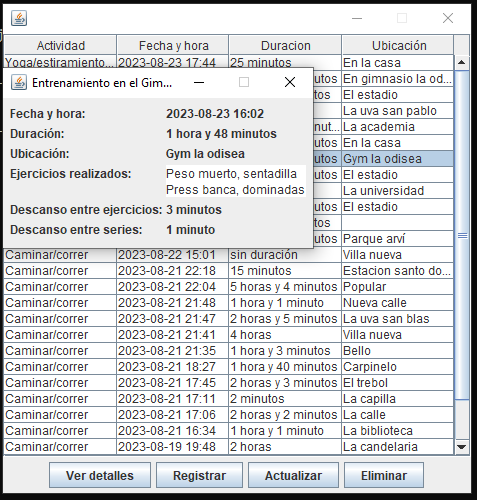 Actividad Fecha y hora Duracion Ubicación
Yoga/estiramiento... 2023-08-23 17:44 25 minutos En la casa
Entrenamiento en el Gim...
Fecha y hora: 2023-08-23 16:02
Duración: 1 hora y 48 minutos
Ubicación: Gym la odisea
Ejercicios realizados: Peso muerto, sentadilla
Press banca, dominadas
Descanso entre ejercicios: 3 minutos
Descanso entre series: 1 minuto
utos En gimnasio la od...
El estadio
La uva san pablo
nut... La academia
utos En la casa
utos Gym la odisea
utos El estadio
La universidad
utos El estadio
tos
utos Parque arví
Caminar/correr 2023-08-22 15:01 sin duración Villa nueva
Caminar/correr 2023-08-21 22:18 15 minutos Estacion santo do...
Caminar/correr 2023-08-21 22:04 5 horas y 4 minutos Popular
Caminar/correr 2023-08-21 21:48 1 hora y 1 minuto Nueva calle
Caminar/correr 2023-08-21 21:47 2 horas y 5 minutos La uva san blas
Caminar/correr 2023-08-21 21:41 4 horas Villa nueva
Caminar/correr 2023-08-21 21:35 1 hora y 3 minutos Bello
Caminar/correr 2023-08-21 18:27 1 hora y 40 minutos Carpinelo
Caminar/correr 2023-08-21 17:45 2 horas y 3 minutos El trebol
Caminar/correr 2023-08-21 17:11 2 minutos La capilla
Caminar/correr 2023-08-21 17:06 2 horas y 2 minutos La calle
Caminar/correr 2023-08-21 16:34 1 hora y 1 minuto La biblioteca
Caminar/correr 2023-08-19 19:48 2 horas La candelaria
Ver detalles Registrar Actualizar Eliminar